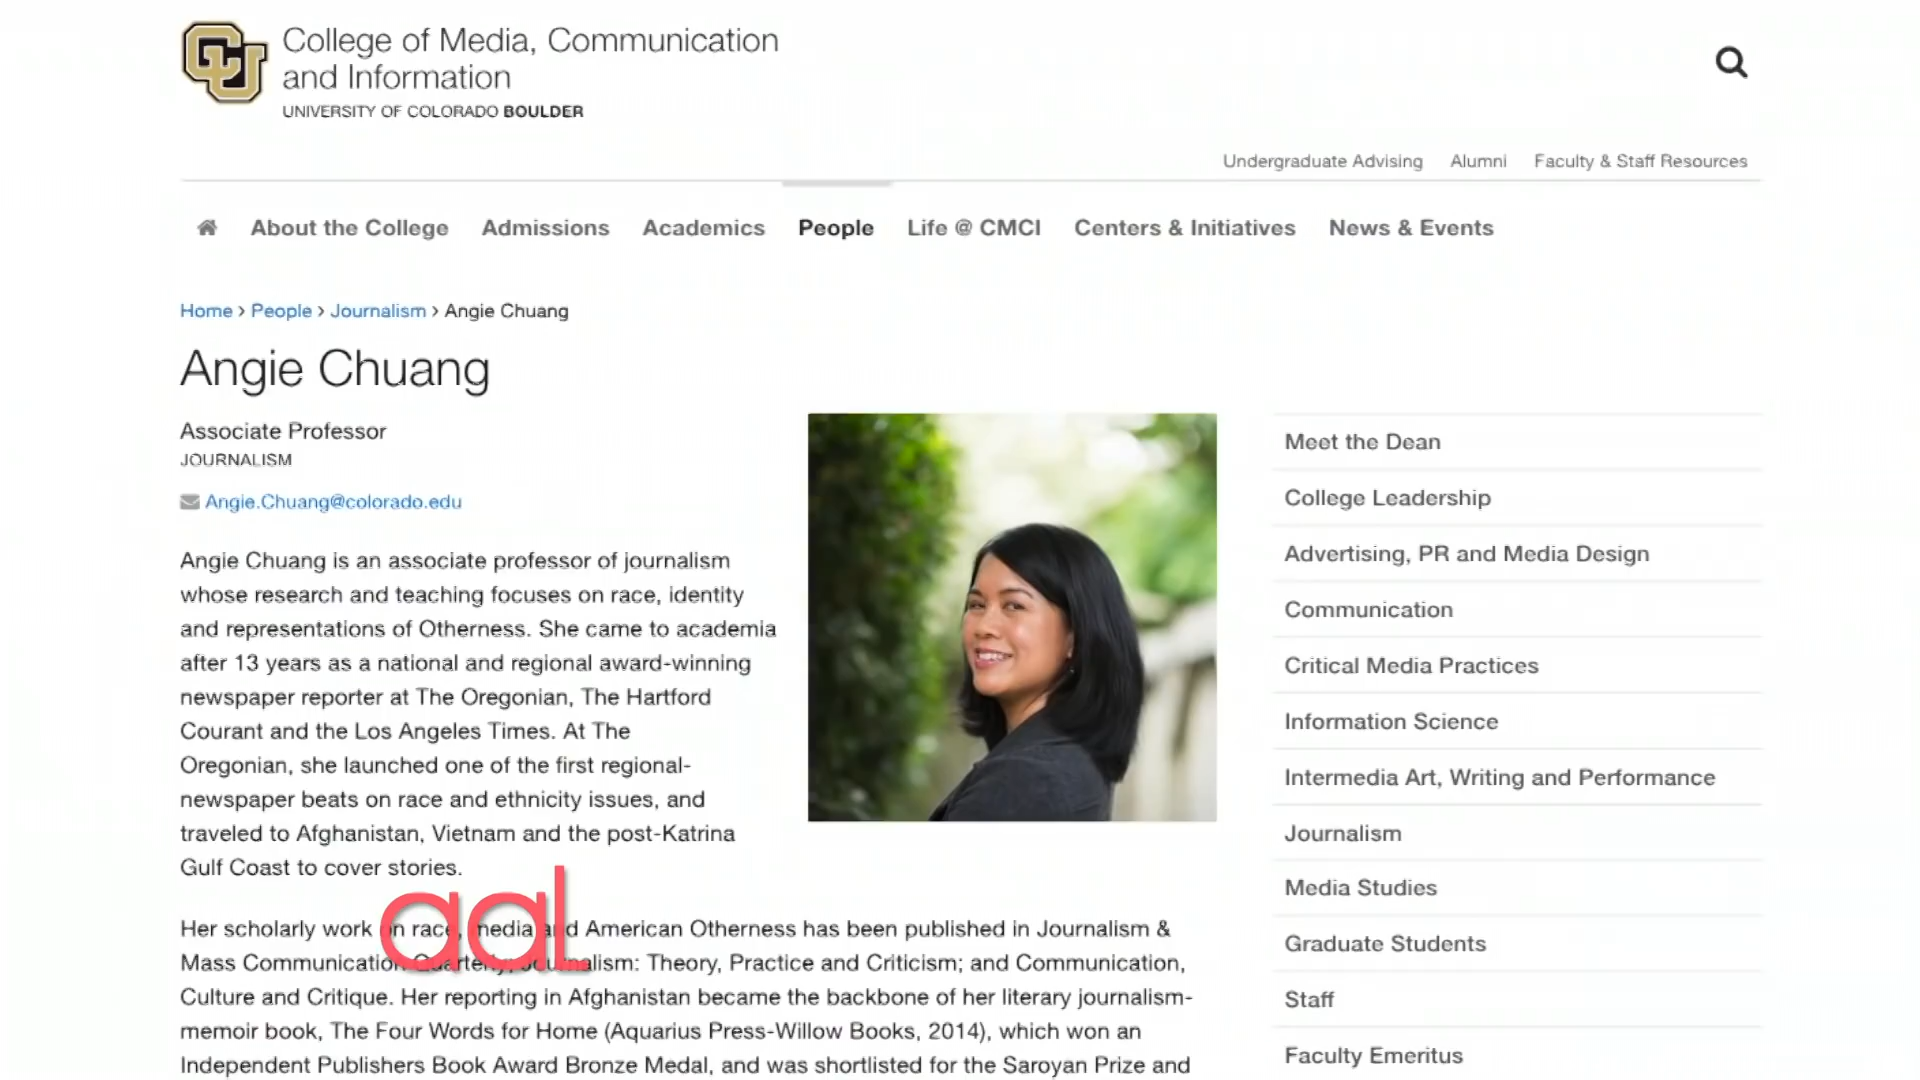 College of Media, Communication
and Information
UNIVERSITY OF COLORADO BOULDER
Undergraduate Advising Alumni Faculty & Staff Resources
About the College Admissions Academics People Life @ CMCI Centers & Initiatives News & Events
Home › People › Journalism › Angie Chuang
Angie Chuang
Associate Professor
JOURNALISM
Angie.Chuang@colorado.edu
Angie Chuang is an associate professor of journalism
whose research and teaching focuses on race, identity
and representations of Otherness. She came to academia
after 13 years as a national and regional award-winning
newspaper reporter at The Oregonian, The Hartford
Courant and the Los Angeles Times. At The
Oregonian, she launched one of the first regional-
newspaper beats on race and ethnicity issues, and
traveled to Afghanistan, Vietnam and the post-Katrina
Gulf Coast to cover stories.
aal
Her scholarly work on race, media and American Otherness has been published in Journalism &
Mass Communication Quarterly; Journalism: Theory, Practice and Criticism; and Communication,
Culture and Critique. Her reporting in Afghanistan became the backbone of her literary journalism-
memoir book, The Four Words for Home (Aquarius Press-Willow Books, 2014), which won an
Independent Publishers Book Award Bronze Medal, and was shortlisted for the Saroyan Prize and
Meet the Dean
College Leadership
Advertising, PR and Media Design
Communication
Critical Media Practices
Information Science
Intermedia Art, Writing and Performance
Journalism
Media Studies
Graduate Students
Staff
Faculty Emeritus